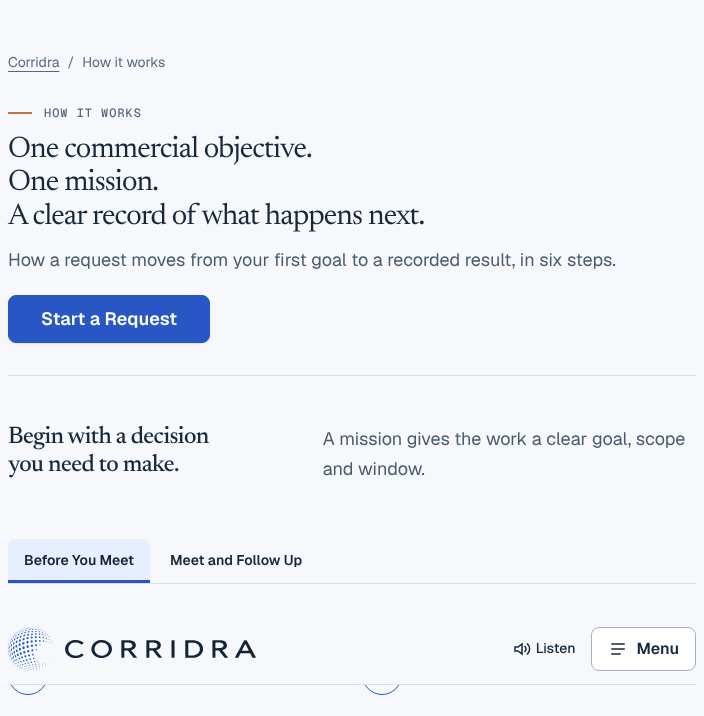 Corridra / How it works
HOW IT WORKS
One commercial objective.
One mission.
A clear record of what happens next.
How a request moves from your first goal to a recorded result, in six steps.
Start a Request
Begin with a decision
you need to make.
A mission gives the work a clear goal, scope
and window.
Before You Meet
Meet and Follow Up
CORRIDRA
Listen
Menu